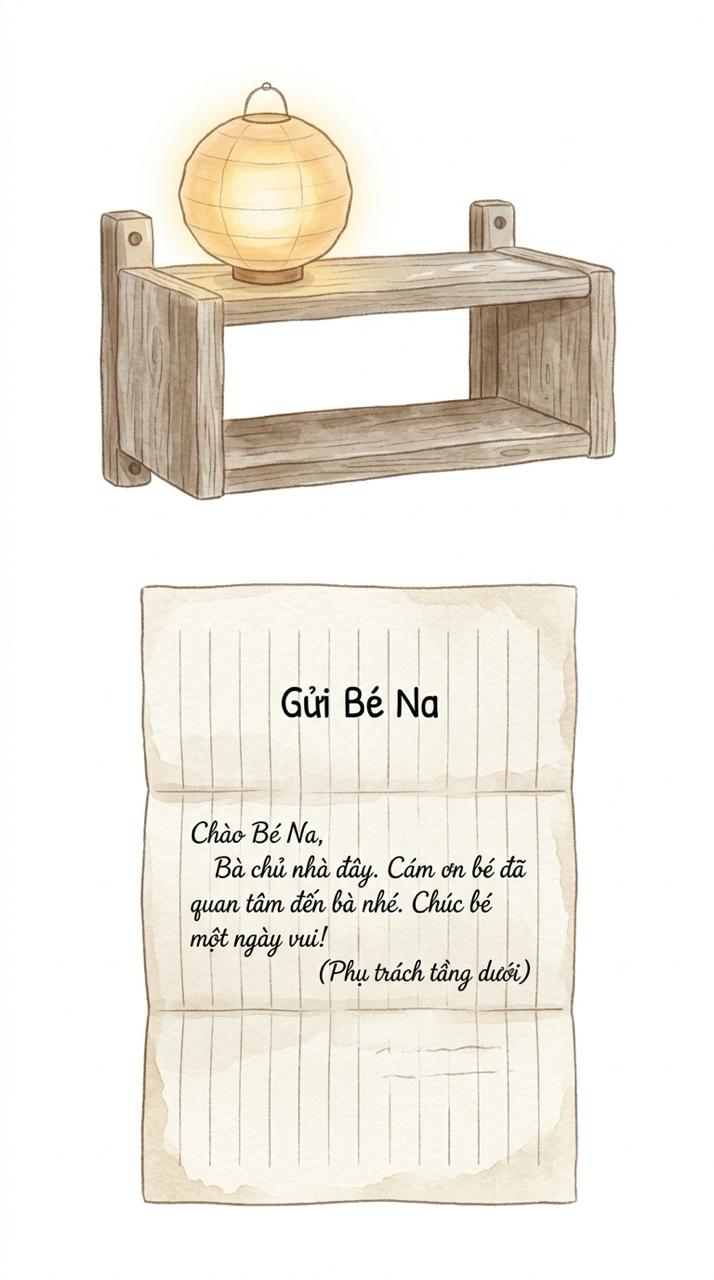 Gửi Bé Na
Chào Bé Na,
Bà chủ nhà đây. Cám ơn bé đã
quan tâm đến bà nhé. Chúc bé
một ngày vui!
(Phụ trách tầng dưới)